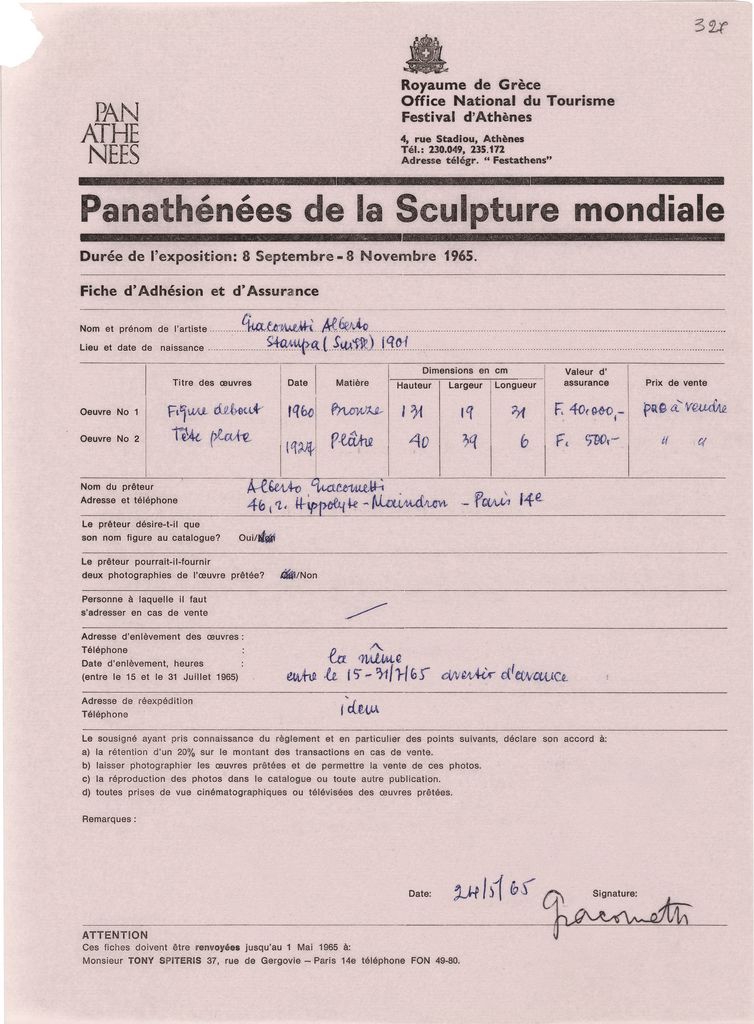 327
PAN
ATHE
NEES
Royaume de Grèce
Office National du Tourisme
Festival d'Athènes
4, rue Stadiou, Athènes
Tél.: 230.049, 235.172
Adresse télégr. “ Festathens”
Panathénées de la Sculpture mondiale
Durée de l'exposition: 8 Septembre - 8 Novembre 1965.
Fiche d'Adhésion et d'Assurance
Nom et prénom de l'artiste Giacometti Alberto
Lieu et date de naissance Stampa (Suisse) 1901
Titre des œuvres Date Matière Dimensions en cm Hauteur Largeur Longueur Valeur d' assurance Prix de vente
Oeuvre No 1 Figure debout 1960 Bronze 131 19 31 F. 40.000,- pas à vendre
Oeuvre No 2 Tête plate 1927 Plâtre 40 39 6 F. 500,- " "
Nom du prêteur Alberto Giacometti
Adresse et téléphone 46, r. Hippolyte-Maindron - Paris 14e
Le prêteur désire-t-il que
son nom figure au catalogue? Oui/Non
Le prêteur pourrait-il-fournir
deux photographies de l'œuvre prêtée? Oui/Non
Personne à laquelle il faut
s'adresser en cas de vente
Adresse d'enlèvement des œuvres :
Téléphone : la même
Date d'enlèvement, heures :
(entre le 15 et le 31 Juillet 1965) entre le 15-31/7/65 avertir d'avance
Adresse de réexpédition
Téléphone idem
Le sousigné ayant pris connaissance du règlement et en particulier des points suivants, déclare son accord à:
a) la rétention d'un 20% sur le montant des transactions en cas de vente.
b) laisser photographier les œuvres prêtées et de permettre la vente de ces photos.
c) la réproduction des photos dans le catalogue ou toute autre publication.
d) toutes prises de vue cinématographiques ou télévisées des œuvres prêtées.
Remarques :
Date: 24/5/65 Signature:
Giacometti
ATTENTION
Ces fiches doivent être renvoyées jusqu'au 1 Mai 1965 à:
Monsieur TONY SPITERIS 37, rue de Gergovie – Paris 14e téléphone FON 49-80.